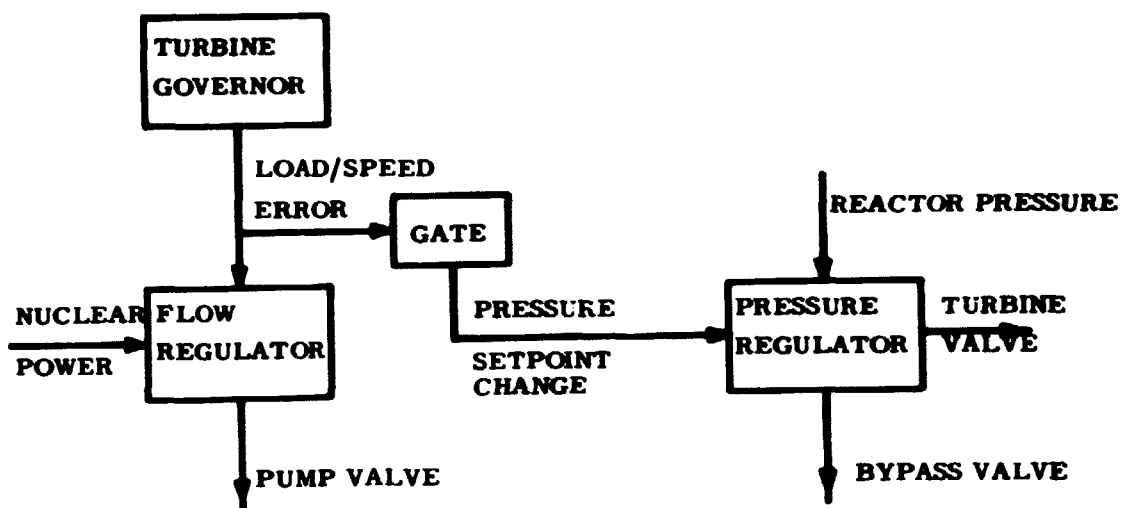 TURBINE
GOVERNOR
LOAD/SPEED
ERROR
GATE
REACTOR PRESSURE
NUCLEAR
POWER
FLOW
REGULATOR
PRESSURE
SETPOINT
CHANGE
PRESSURE
REGULATOR
TURBINE
VALVE
PUMP VALVE
BYPASS VALVE